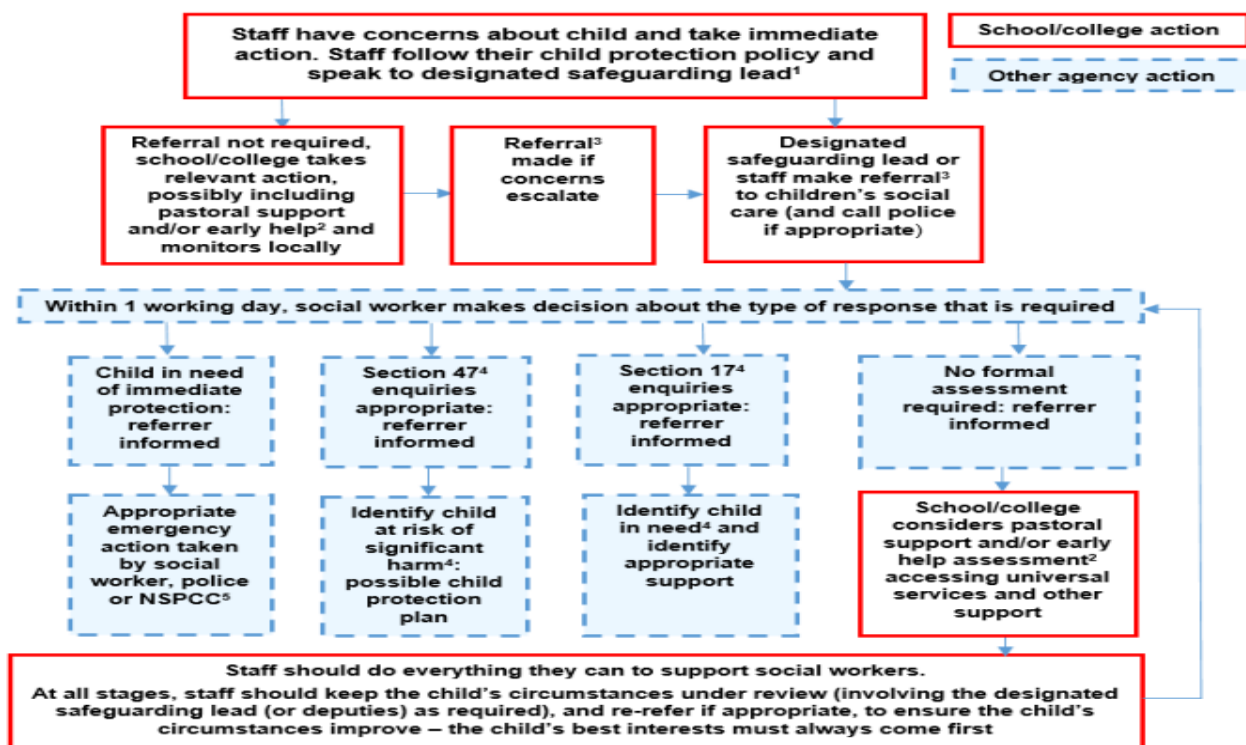 Staff have concerns about child and take immediate
action. Staff follow their child protection policy and
speak to designated safeguarding lead¹
School/college action
Other agency action
Referral not required,
school/college takes
relevant action,
possibly including
pastoral support
and/or early help² and
monitors locally
Referral³
made if
concerns
escalate
Designated
safeguarding lead or
staff make referral³
to children’s social
care (and call police
if appropriate)
Within 1 working day, social worker makes decision about the type of response that is required
Child in need
of immediate
protection:
referrer
informed
Section 47⁴
enquiries
appropriate:
referrer
informed
Section 17⁴
enquiries
appropriate:
referrer
informed
No formal
assessment
required: referrer
informed
Appropriate
emergency
action taken
by social
worker, police
or NSPCC⁵
Identify child
at risk of
significant
harm⁴:
possible child
protection
plan
Identify child
in need⁴ and
identify
appropriate
support
School/college
considers pastoral
support and/or early
help assessment²
accessing universal
services and other
support
Staff should do everything they can to support social workers.
At all stages, staff should keep the child’s circumstances under review (involving the designated
safeguarding lead (or deputies) as required), and re-refer if appropriate, to ensure the child’s
circumstances improve – the child’s best interests must always come first